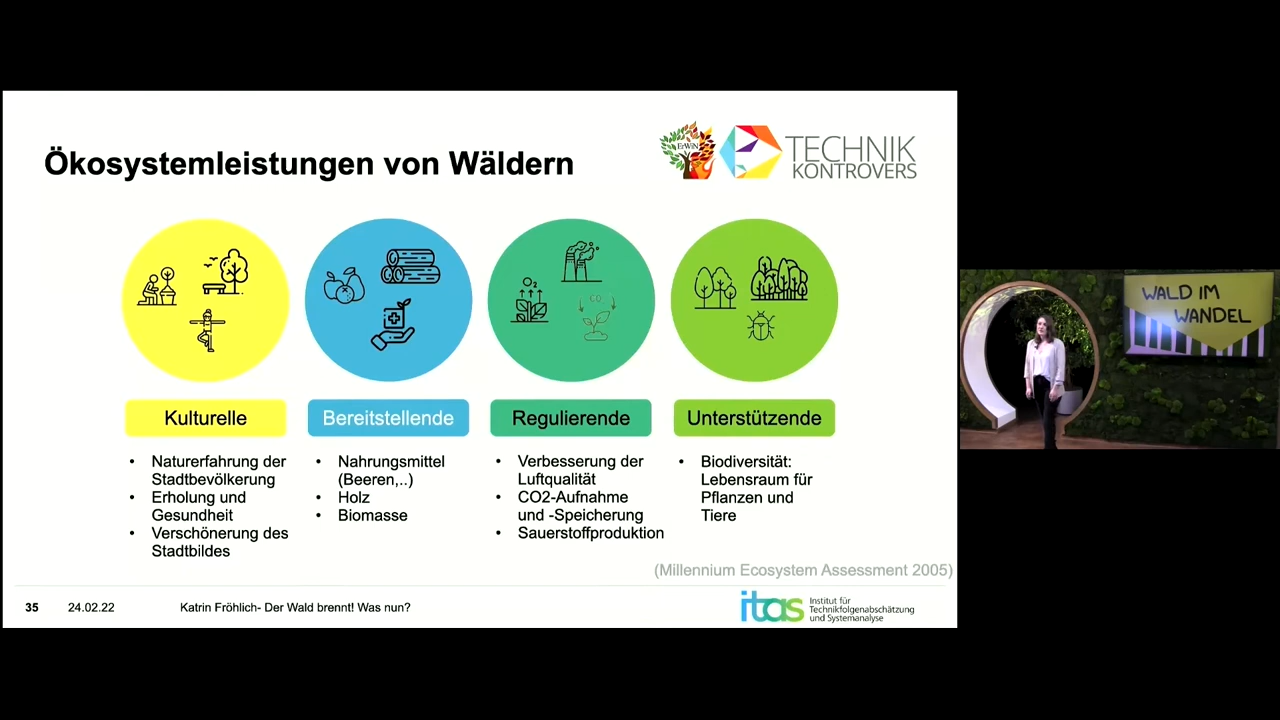 Ökosystemleistungen von Wäldern
ErWiN
TECHNIK
KONTROVERS
O2
CO2
Kulturelle
Bereitstellende
Regulierende
Unterstützende
• Naturerfahrung der
Stadtbevölkerung
• Erholung und
Gesundheit
• Verschönerung des
Stadtbildes
• Nahrungsmittel
(Beeren,..)
• Holz
• Biomasse
• Verbesserung der
Luftqualität
• CO2-Aufnahme
und -Speicherung
• Sauerstoffproduktion
• Biodiversität:
Lebensraum für
Pflanzen und
Tiere
(Millennium Ecosystem Assessment 2005)
35
24.02.22
Katrin Fröhlich- Der Wald brennt! Was nun?
itas
Institut für
Technikfolgenabschätzung
und Systemanalyse
WALD IM
WANDEL